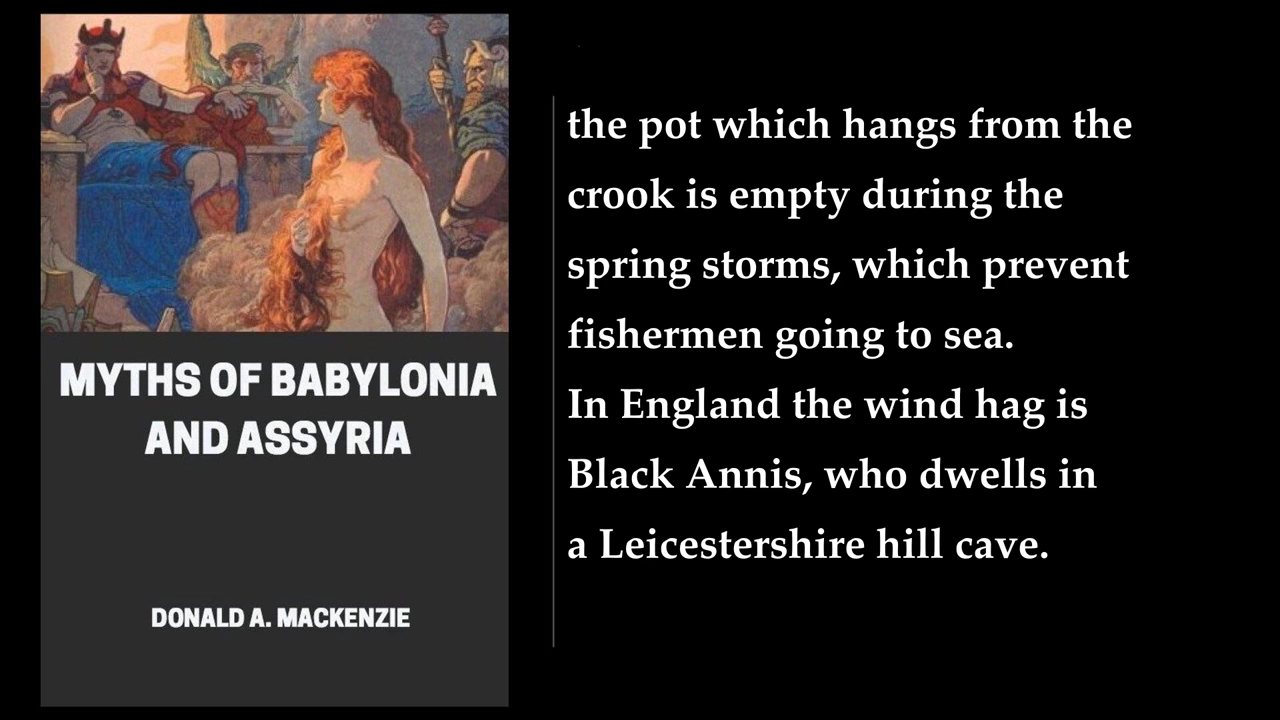 MYTHS OF BABYLONIA
AND ASSYRIA
DONALD A. MACKENZIE
the pot which hangs from the
crook is empty during the
spring storms, which prevent
fishermen going to sea.
In England the wind hag is
Black Annis, who dwells in
a Leicestershire hill cave.